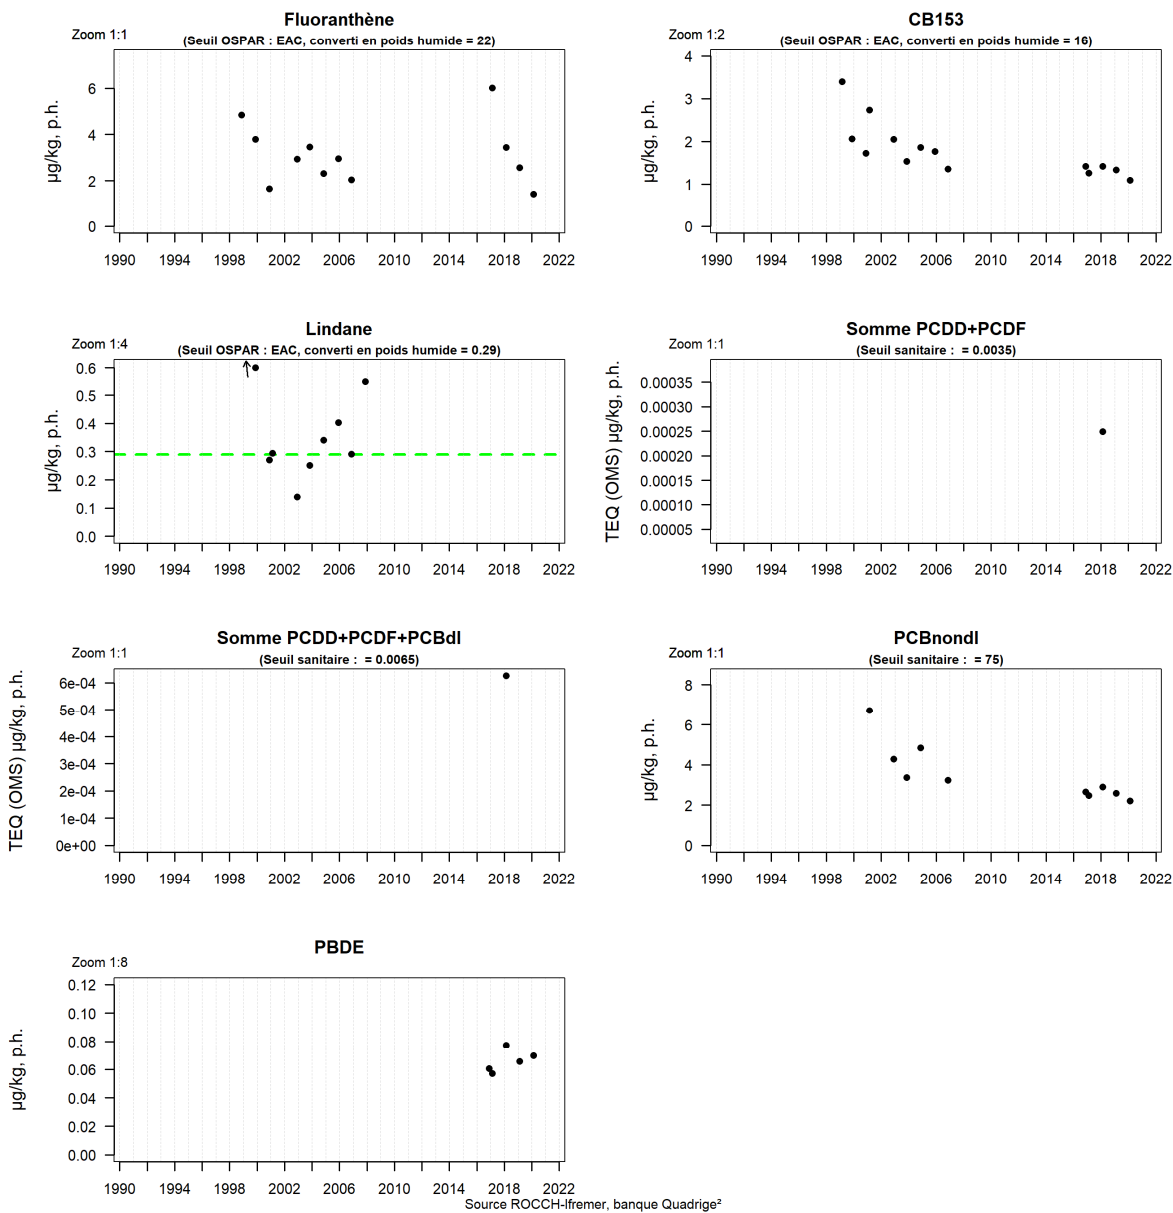 Fluoranthène
Zoom 1:1
(Seuil OSPAR : EAC, converti en poids humide = 22)
µg/kg, p.h.
6
4
2
0
1990 1994 1998 2002 2006 2010 2014 2018 2022
CB153
Zoom 1:2
(Seuil OSPAR : EAC, converti en poids humide = 16)
µg/kg, p.h.
4
3
2
1
0
1990 1994 1998 2002 2006 2010 2014 2018 2022
Lindane
Zoom 1:4
(Seuil OSPAR : EAC, converti en poids humide = 0.29)
µg/kg, p.h.
0.6
0.5
0.4
0.3
0.2
0.1
0.0
1990 1994 1998 2002 2006 2010 2014 2018 2022
Somme PCDD+PCDF
Zoom 1:1
(Seuil sanitaire : = 0.0035)
TEQ (OMS) µg/kg, p.h.
0.00035
0.00030
0.00025
0.00020
0.00015
0.00010
0.00005
1990 1994 1998 2002 2006 2010 2014 2018 2022
Somme PCDD+PCDF+PCBdl
Zoom 1:1
(Seuil sanitaire : = 0.0065)
TEQ (OMS) µg/kg, p.h.
6e-04
5e-04
4e-04
3e-04
2e-04
1e-04
0e+00
1990 1994 1998 2002 2006 2010 2014 2018 2022
PCBnondl
Zoom 1:1
(Seuil sanitaire : = 75)
µg/kg, p.h.
8
6
4
2
0
1990 1994 1998 2002 2006 2010 2014 2018 2022
PBDE
Zoom 1:8
µg/kg, p.h.
0.12
0.10
0.08
0.06
0.04
0.02
0.00
1990 1994 1998 2002 2006 2010 2014 2018 2022
Source ROCCH-Ifremer, banque Quadrige²